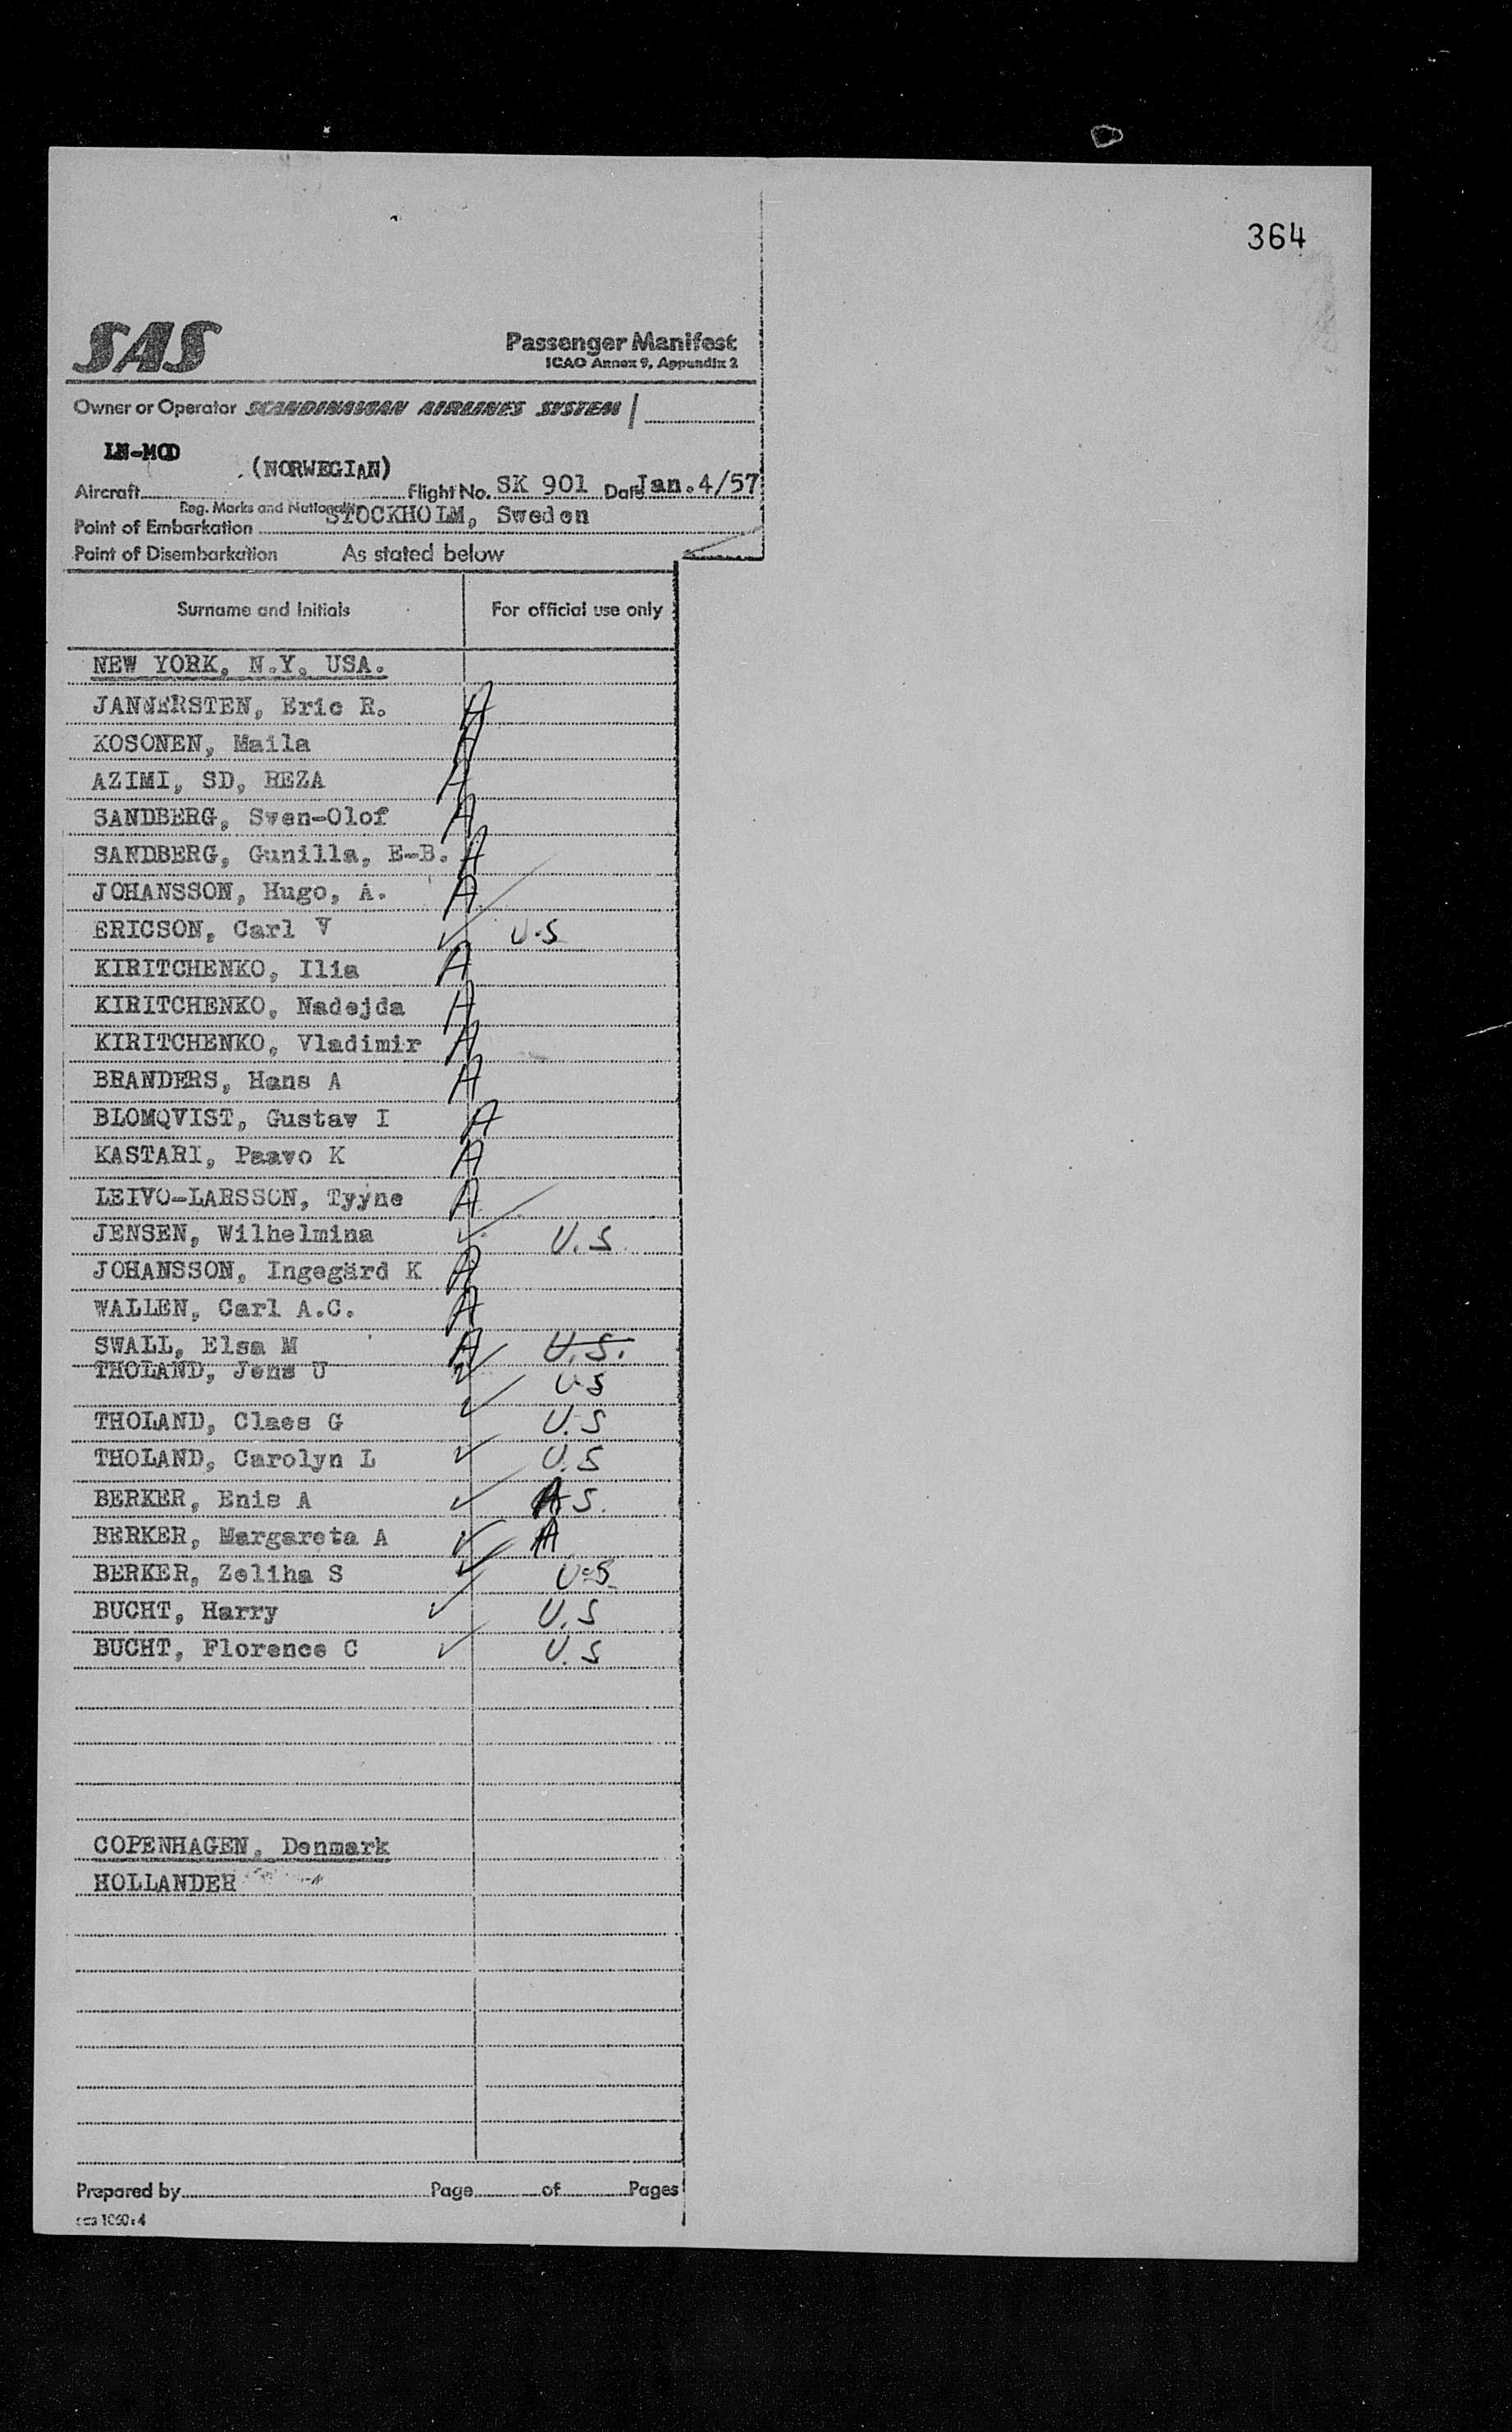 364
SAS
Passenger Manifest
ICAO Annex 9, Appendix 2
Owner or Operator SCANDINAVIAN AIRLINES SYSTEM
LN-MOD
(NORWEGIAN)
Aircraft Flight No. SK 901 Date Jan.4/57
Reg. Marks and Nationality
Point of Embarkation STOCKHOLM, Sweden
Point of Disembarkation As stated below
Surname and Initials For official use only
NEW YORK, N.Y, USA.
JANNERSTEN, Eric R. A
KOSONEN, Maila A
AZIMI, SD, REZA A
SANDBERG, Sven-Olof A
SANDBERG, Gunilla, E-B. A
JOHANSSON, Hugo, A. A
ERICSON, Carl V ✓ U.S
KIRITCHENKO, Ilia A
KIRITCHENKO, Nadejda A
KIRITCHENKO, Vladimir A
BRANDERS, Hans A A
BLOMQVIST, Gustav I A
KASTARI, Paavo K A
LEIVO-LARSSON, Tyyne A
JENSEN, Wilhelmina ✓ U.S
JOHANSSON, Ingegärd K A
WALLEN, Carl A.C. A
SWALL, Elsa M A U.S.
THOLAND, Jens U ✓ U.S
THOLAND, Claes G ✓ U.S
THOLAND, Carolyn L ✓ U.S
BERKER, Enis A ✓ A S.
BERKER, Margareta A ✓ A
BERKER, Zeliha S ✓ U.S
BUCHT, Harry ✓ U.S
BUCHT, Florence C ✓ U.S
COPENHAGEN, Denmark
HOLLANDER
Prepared by Page of Pages